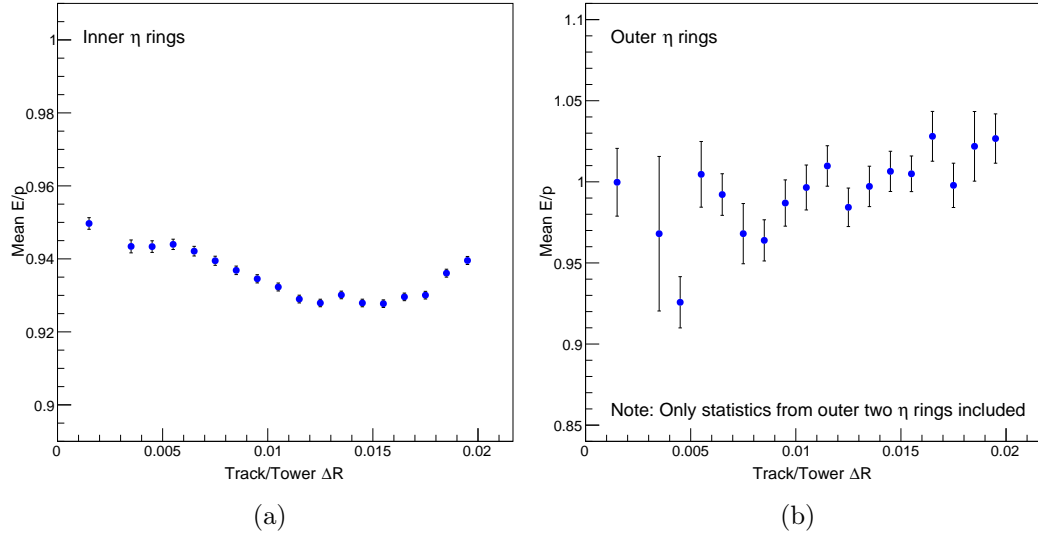 Inner η rings
Mean E/p
1
0.98
0.96
0.94
0.92
0.9
0 0.005 0.01 0.015 0.02
Track/Tower ΔR
(a)
Outer η rings
Mean E/p
1.1
1.05
1
0.95
0.9
0.85
Note: Only statistics from outer two η rings included
0 0.005 0.01 0.015 0.02
Track/Tower ΔR
(b)